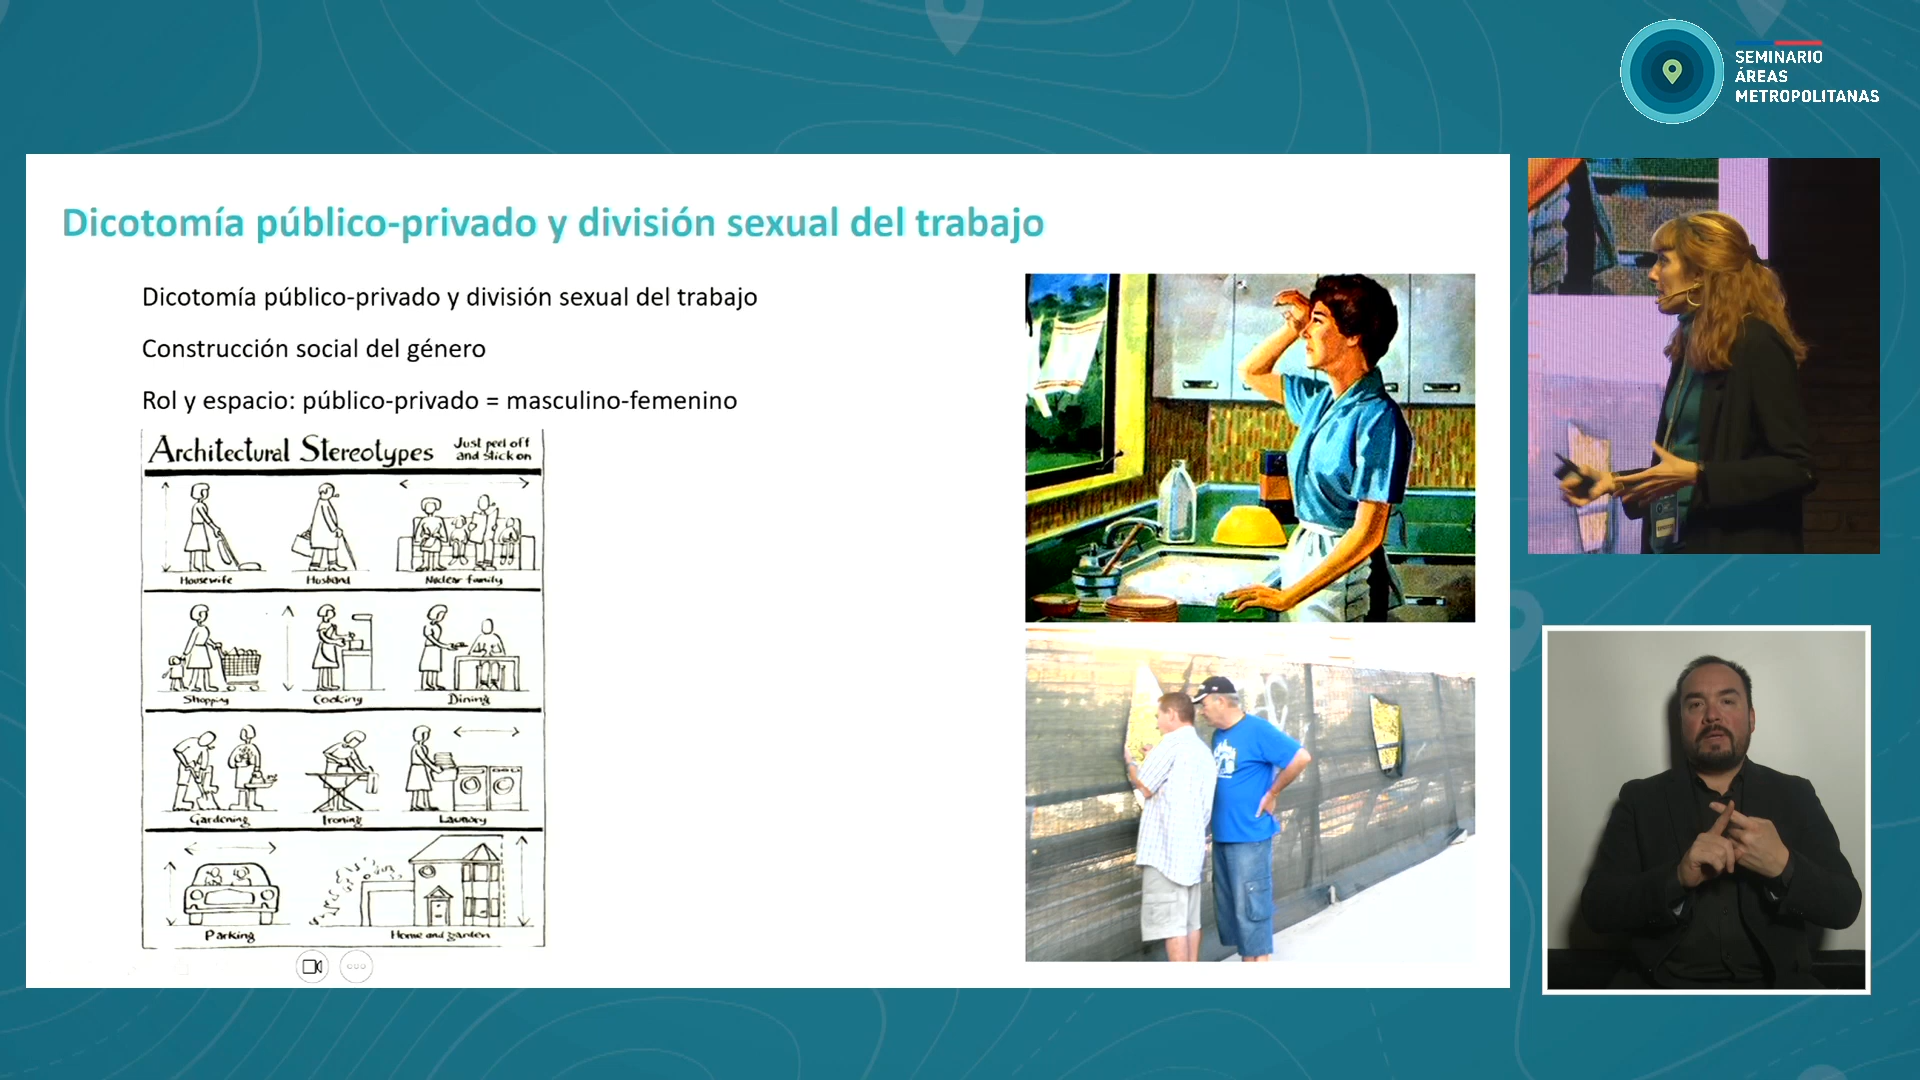 SEMINARIO
ÁREAS
METROPOLITANAS
Dicotomía público-privado y división sexual del trabajo
Dicotomía público-privado y división sexual del trabajo
Construcción social del género
Rol y espacio: público-privado = masculino-femenino
Architectural Stereotypes
Just peel off
and stick on
Housewife
Husband
Nuclear family
Shopping
Cooking
Dining
Gardening
Ironing
Laundry
Parking
Home and garden